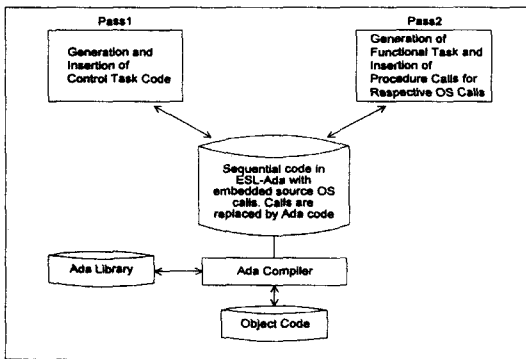 Pass1
Generation and
Insertion of
Control Task Code
Pass2
Generation of
Functional Task and
Insertion of
Procedure Calls for
Respective OS Calls
Sequential code in
ESL-Ada with
embedded source OS
calls. Calls are
replaced by Ada code
Ada Library
Ada Compiler
Object Code